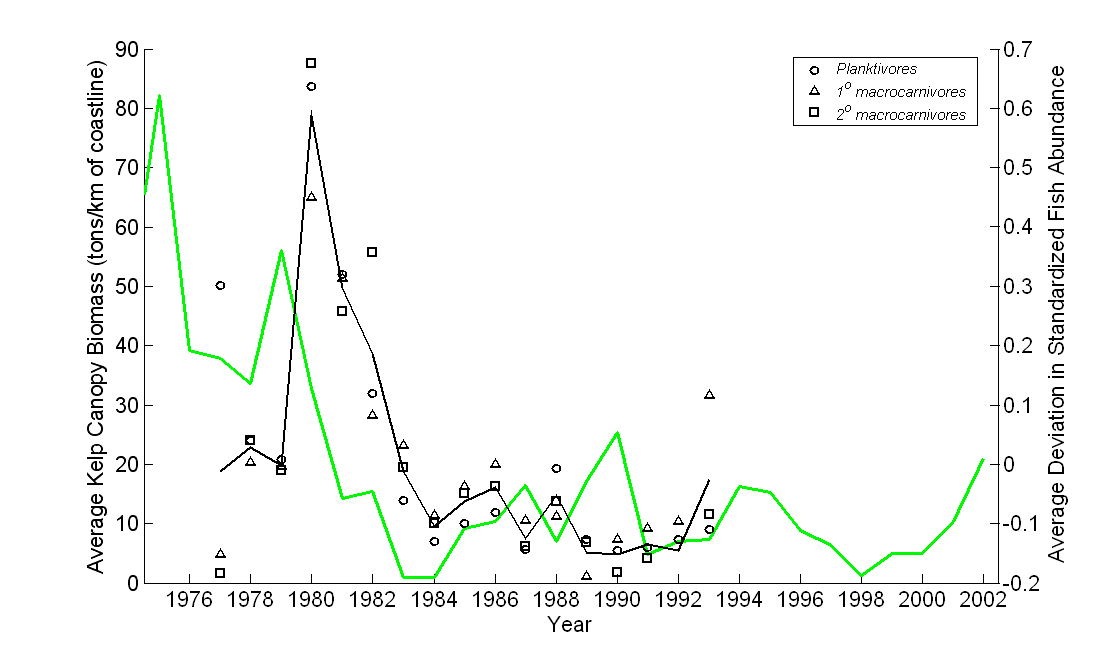 90
80
70
60
50
40
30
20
10
0
Average Kelp Canopy Biomass (tons/km of coastline)
0.7
0.6
0.5
0.4
0.3
0.2
0.1
0
-0.1
-0.2
Average Deviation in Standardized Fish Abundance
Planktivores
1º macrocarnivores
2º macrocarnivores
1976 1978 1980 1982 1984 1986 1988 1990 1992 1994 1996 1998 2000 2002
Year